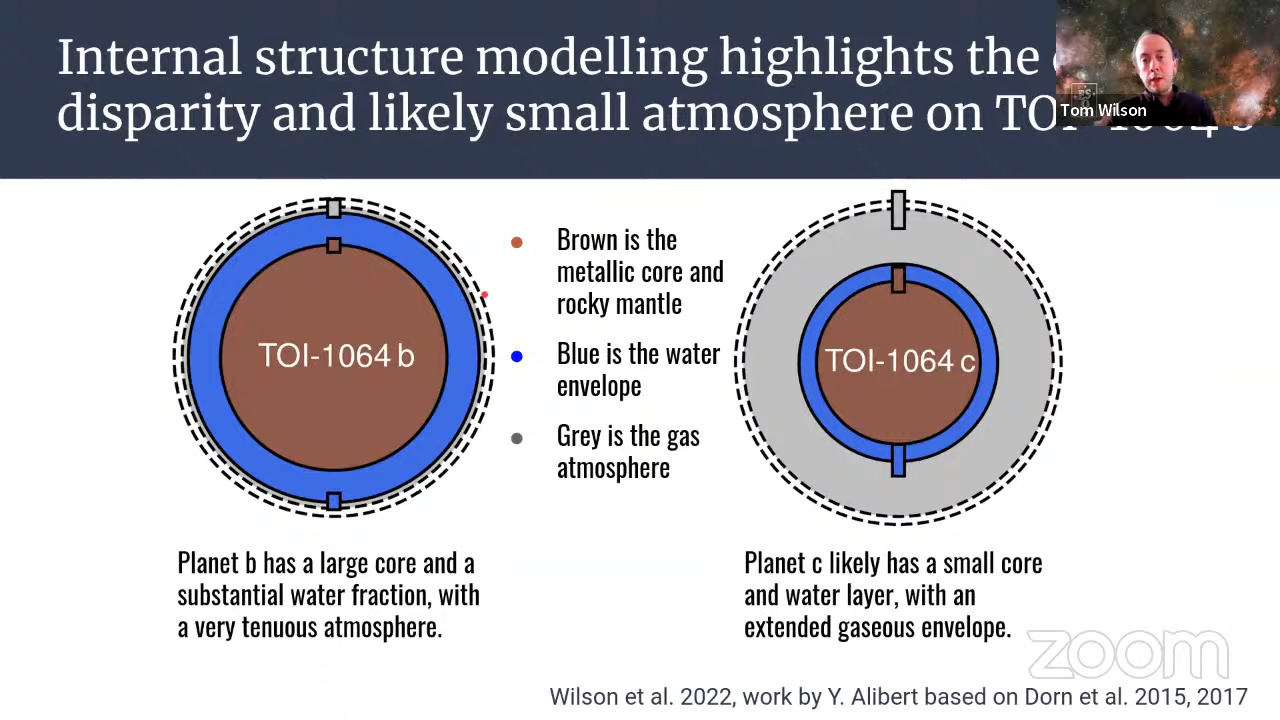 Internal structure modelling highlights the
disparity and likely small atmosphere on
Tom Wilson
TOI-1064 b
Brown is the
metallic core and
rocky mantle
Blue is the water
envelope
Grey is the gas
atmosphere
TOI-1064 c
Planet b has a large core and a
substantial water fraction, with
a very tenuous atmosphere.
Planet c likely has a small core
and water layer, with an
extended gaseous envelope.
zoom
Wilson et al. 2022, work by Y. Alibert based on Dorn et al. 2015, 2017